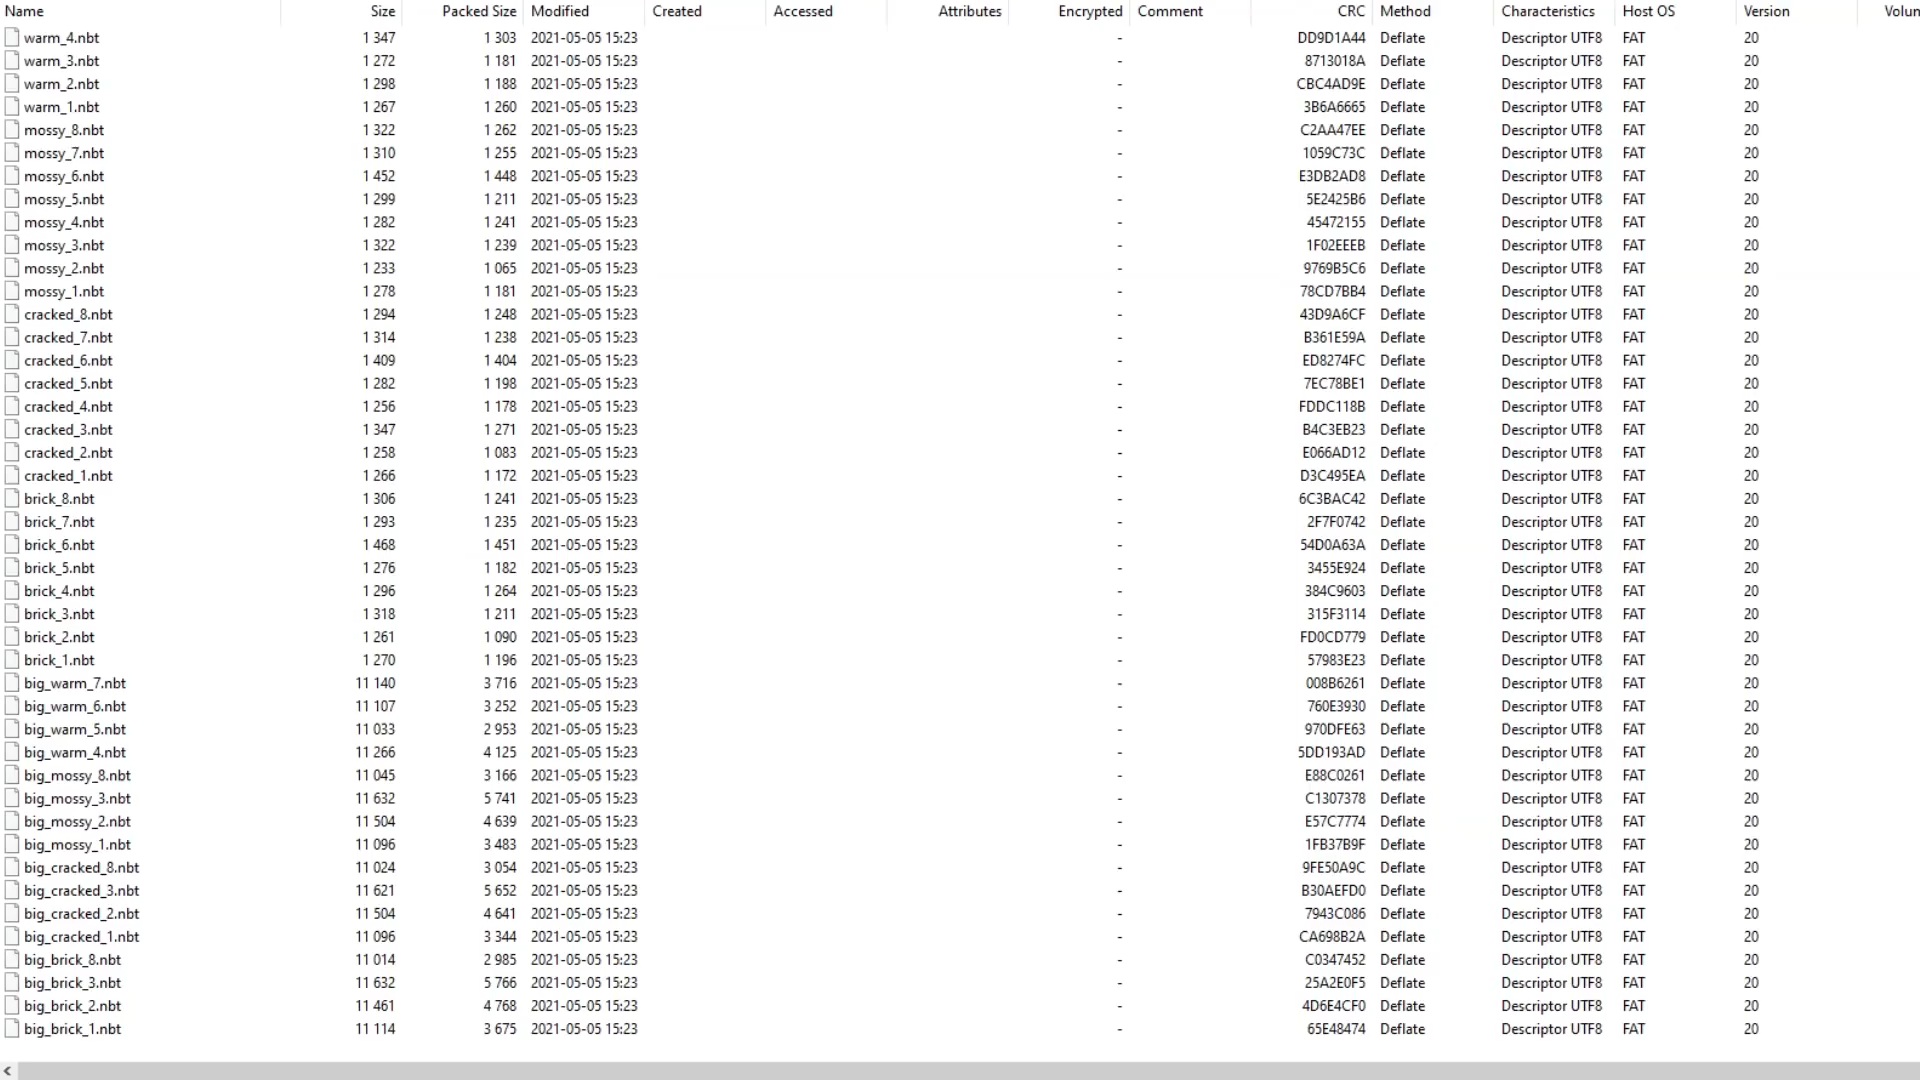 Name Size Packed Size Modified Created Accessed Attributes Encrypted Comment CRC Method Characteristics Host OS Version Volum
warm_4.nbt 1 347 1 303 2021-05-05 15:23 - DD9D1A44 Deflate Descriptor UTF8 FAT 20
warm_3.nbt 1 272 1 181 2021-05-05 15:23 - 8713018A Deflate Descriptor UTF8 FAT 20
warm_2.nbt 1 298 1 188 2021-05-05 15:23 - CBC4AD9E Deflate Descriptor UTF8 FAT 20
warm_1.nbt 1 267 1 260 2021-05-05 15:23 - 3B6A6665 Deflate Descriptor UTF8 FAT 20
mossy_8.nbt 1 322 1 262 2021-05-05 15:23 - C2AA47EE Deflate Descriptor UTF8 FAT 20
mossy_7.nbt 1 310 1 255 2021-05-05 15:23 - 1059C73C Deflate Descriptor UTF8 FAT 20
mossy_6.nbt 1 452 1 448 2021-05-05 15:23 - E3DB2AD8 Deflate Descriptor UTF8 FAT 20
mossy_5.nbt 1 299 1 211 2021-05-05 15:23 - 5E2425B6 Deflate Descriptor UTF8 FAT 20
mossy_4.nbt 1 282 1 241 2021-05-05 15:23 - 45472155 Deflate Descriptor UTF8 FAT 20
mossy_3.nbt 1 322 1 239 2021-05-05 15:23 - 1F02EEEB Deflate Descriptor UTF8 FAT 20
mossy_2.nbt 1 233 1 065 2021-05-05 15:23 - 9769B5C6 Deflate Descriptor UTF8 FAT 20
mossy_1.nbt 1 278 1 181 2021-05-05 15:23 - 78CD7BB4 Deflate Descriptor UTF8 FAT 20
cracked_8.nbt 1 294 1 248 2021-05-05 15:23 - 43D9A6CF Deflate Descriptor UTF8 FAT 20
cracked_7.nbt 1 314 1 238 2021-05-05 15:23 - B361E59A Deflate Descriptor UTF8 FAT 20
cracked_6.nbt 1 409 1 404 2021-05-05 15:23 - ED8274FC Deflate Descriptor UTF8 FAT 20
cracked_5.nbt 1 282 1 198 2021-05-05 15:23 - 7EC78BE1 Deflate Descriptor UTF8 FAT 20
cracked_4.nbt 1 256 1 178 2021-05-05 15:23 - FDDC118B Deflate Descriptor UTF8 FAT 20
cracked_3.nbt 1 347 1 271 2021-05-05 15:23 - B4C3EB23 Deflate Descriptor UTF8 FAT 20
cracked_2.nbt 1 258 1 083 2021-05-05 15:23 - E066AD12 Deflate Descriptor UTF8 FAT 20
cracked_1.nbt 1 266 1 172 2021-05-05 15:23 - D3C495EA Deflate Descriptor UTF8 FAT 20
brick_8.nbt 1 306 1 241 2021-05-05 15:23 - 6C3BAC42 Deflate Descriptor UTF8 FAT 20
brick_7.nbt 1 293 1 235 2021-05-05 15:23 - 2F7F0742 Deflate Descriptor UTF8 FAT 20
brick_6.nbt 1 468 1 451 2021-05-05 15:23 - 54D0A63A Deflate Descriptor UTF8 FAT 20
brick_5.nbt 1 276 1 182 2021-05-05 15:23 - 3455E924 Deflate Descriptor UTF8 FAT 20
brick_4.nbt 1 296 1 264 2021-05-05 15:23 - 384C9603 Deflate Descriptor UTF8 FAT 20
brick_3.nbt 1 318 1 211 2021-05-05 15:23 - 315F3114 Deflate Descriptor UTF8 FAT 20
brick_2.nbt 1 261 1 090 2021-05-05 15:23 - FD0CD779 Deflate Descriptor UTF8 FAT 20
brick_1.nbt 1 270 1 196 2021-05-05 15:23 - 57983E23 Deflate Descriptor UTF8 FAT 20
big_warm_7.nbt 11 140 3 716 2021-05-05 15:23 - 008B6261 Deflate Descriptor UTF8 FAT 20
big_warm_6.nbt 11 107 3 252 2021-05-05 15:23 - 760E3930 Deflate Descriptor UTF8 FAT 20
big_warm_5.nbt 11 033 2 953 2021-05-05 15:23 - 970DFE63 Deflate Descriptor UTF8 FAT 20
big_warm_4.nbt 11 266 4 125 2021-05-05 15:23 - 5DD193AD Deflate Descriptor UTF8 FAT 20
big_mossy_8.nbt 11 045 3 166 2021-05-05 15:23 - E88C0261 Deflate Descriptor UTF8 FAT 20
big_mossy_3.nbt 11 632 5 741 2021-05-05 15:23 - C1307378 Deflate Descriptor UTF8 FAT 20
big_mossy_2.nbt 11 504 4 639 2021-05-05 15:23 - E57C7774 Deflate Descriptor UTF8 FAT 20
big_mossy_1.nbt 11 096 3 483 2021-05-05 15:23 - 1FB37B9F Deflate Descriptor UTF8 FAT 20
big_cracked_8.nbt 11 024 3 054 2021-05-05 15:23 - 9FE50A9C Deflate Descriptor UTF8 FAT 20
big_cracked_3.nbt 11 621 5 652 2021-05-05 15:23 - B30AEFD0 Deflate Descriptor UTF8 FAT 20
big_cracked_2.nbt 11 504 4 641 2021-05-05 15:23 - 7943C086 Deflate Descriptor UTF8 FAT 20
big_cracked_1.nbt 11 096 3 344 2021-05-05 15:23 - CA698B2A Deflate Descriptor UTF8 FAT 20
big_brick_8.nbt 11 014 2 985 2021-05-05 15:23 - C0347452 Deflate Descriptor UTF8 FAT 20
big_brick_3.nbt 11 632 5 766 2021-05-05 15:23 - 25A2E0F5 Deflate Descriptor UTF8 FAT 20
big_brick_2.nbt 11 461 4 768 2021-05-05 15:23 - 4D6E4CF0 Deflate Descriptor UTF8 FAT 20
big_brick_1.nbt 11 114 3 675 2021-05-05 15:23 - 65E48474 Deflate Descriptor UTF8 FAT 20